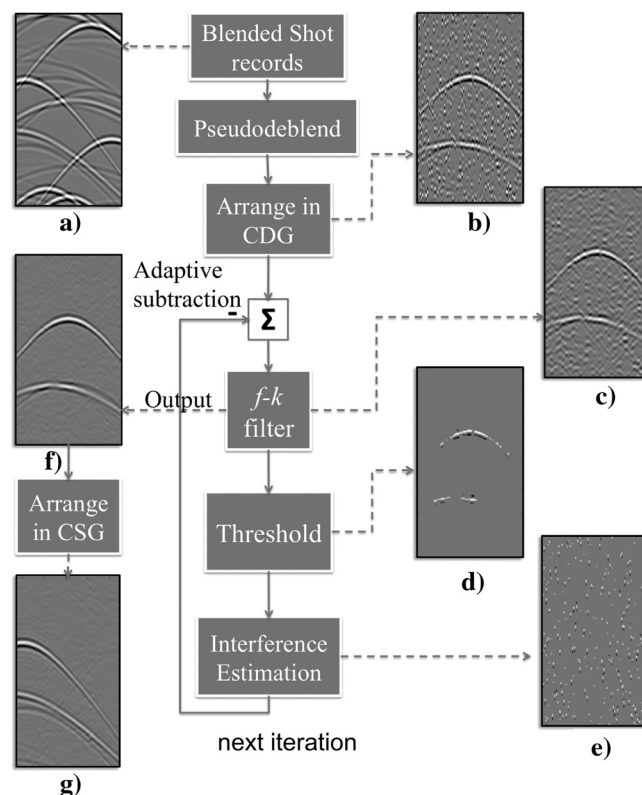 Blended Shot
records
a)
Pseudodeblend
b)
Arrange in
CDG
Adaptive
subtraction
-
Σ
c)
Output
f-k
filter
f)
Arrange
in CSG
Threshold
d)
Interference
Estimation
e)
next iteration
g)